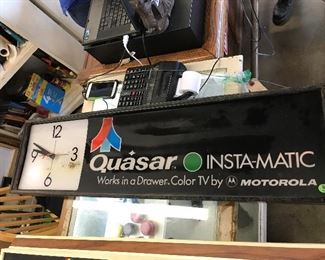 12
9
3
6
Quasar INSTA-MATIC
Works in a Drawer. Color TV by MOTOROLA